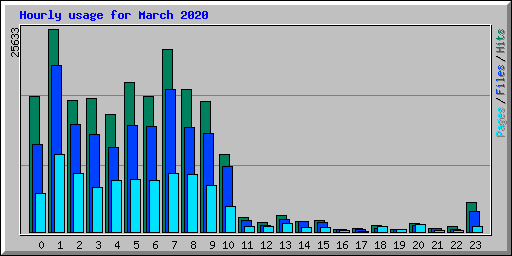 Hourly usage for March 2020
25633
Pages/Files/Hits
0 1 2 3 4 5 6 7 8 9 10 11 12 13 14 15 16 17 18 19 20 21 22 23